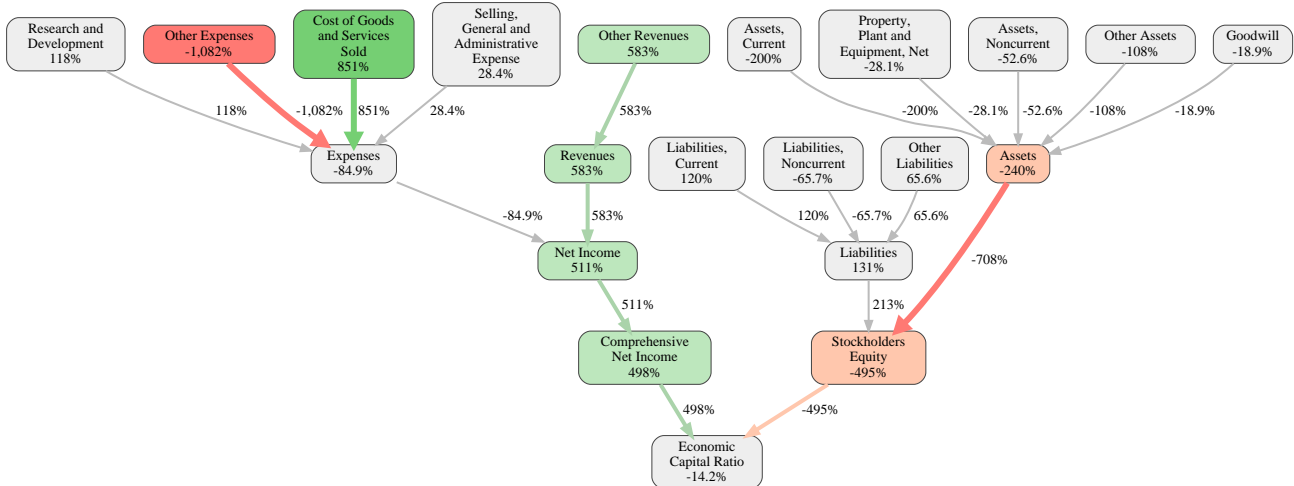 Research and
Development
118%
Other Expenses
-1,082%
Cost of Goods
and Services
Sold
851%
Selling,
General and
Administrative
Expense
28.4%
Other Revenues
583%
Assets,
Current
-200%
Property,
Plant and
Equipment, Net
-28.1%
Assets,
Noncurrent
-52.6%
Other Assets
-108%
Goodwill
-18.9%
118%
-1,082%
851%
28.4%
583%
-200%
-28.1%
-52.6%
-108%
-18.9%
Expenses
-84.9%
Revenues
583%
Liabilities,
Current
120%
Liabilities,
Noncurrent
-65.7%
Other
Liabilities
65.6%
Assets
-240%
-84.9%
583%
120%
-65.7%
65.6%
Net Income
511%
Liabilities
131%
-708%
511%
213%
Comprehensive
Net Income
498%
Stockholders
Equity
-495%
498%
-495%
Economic
Capital Ratio
-14.2%